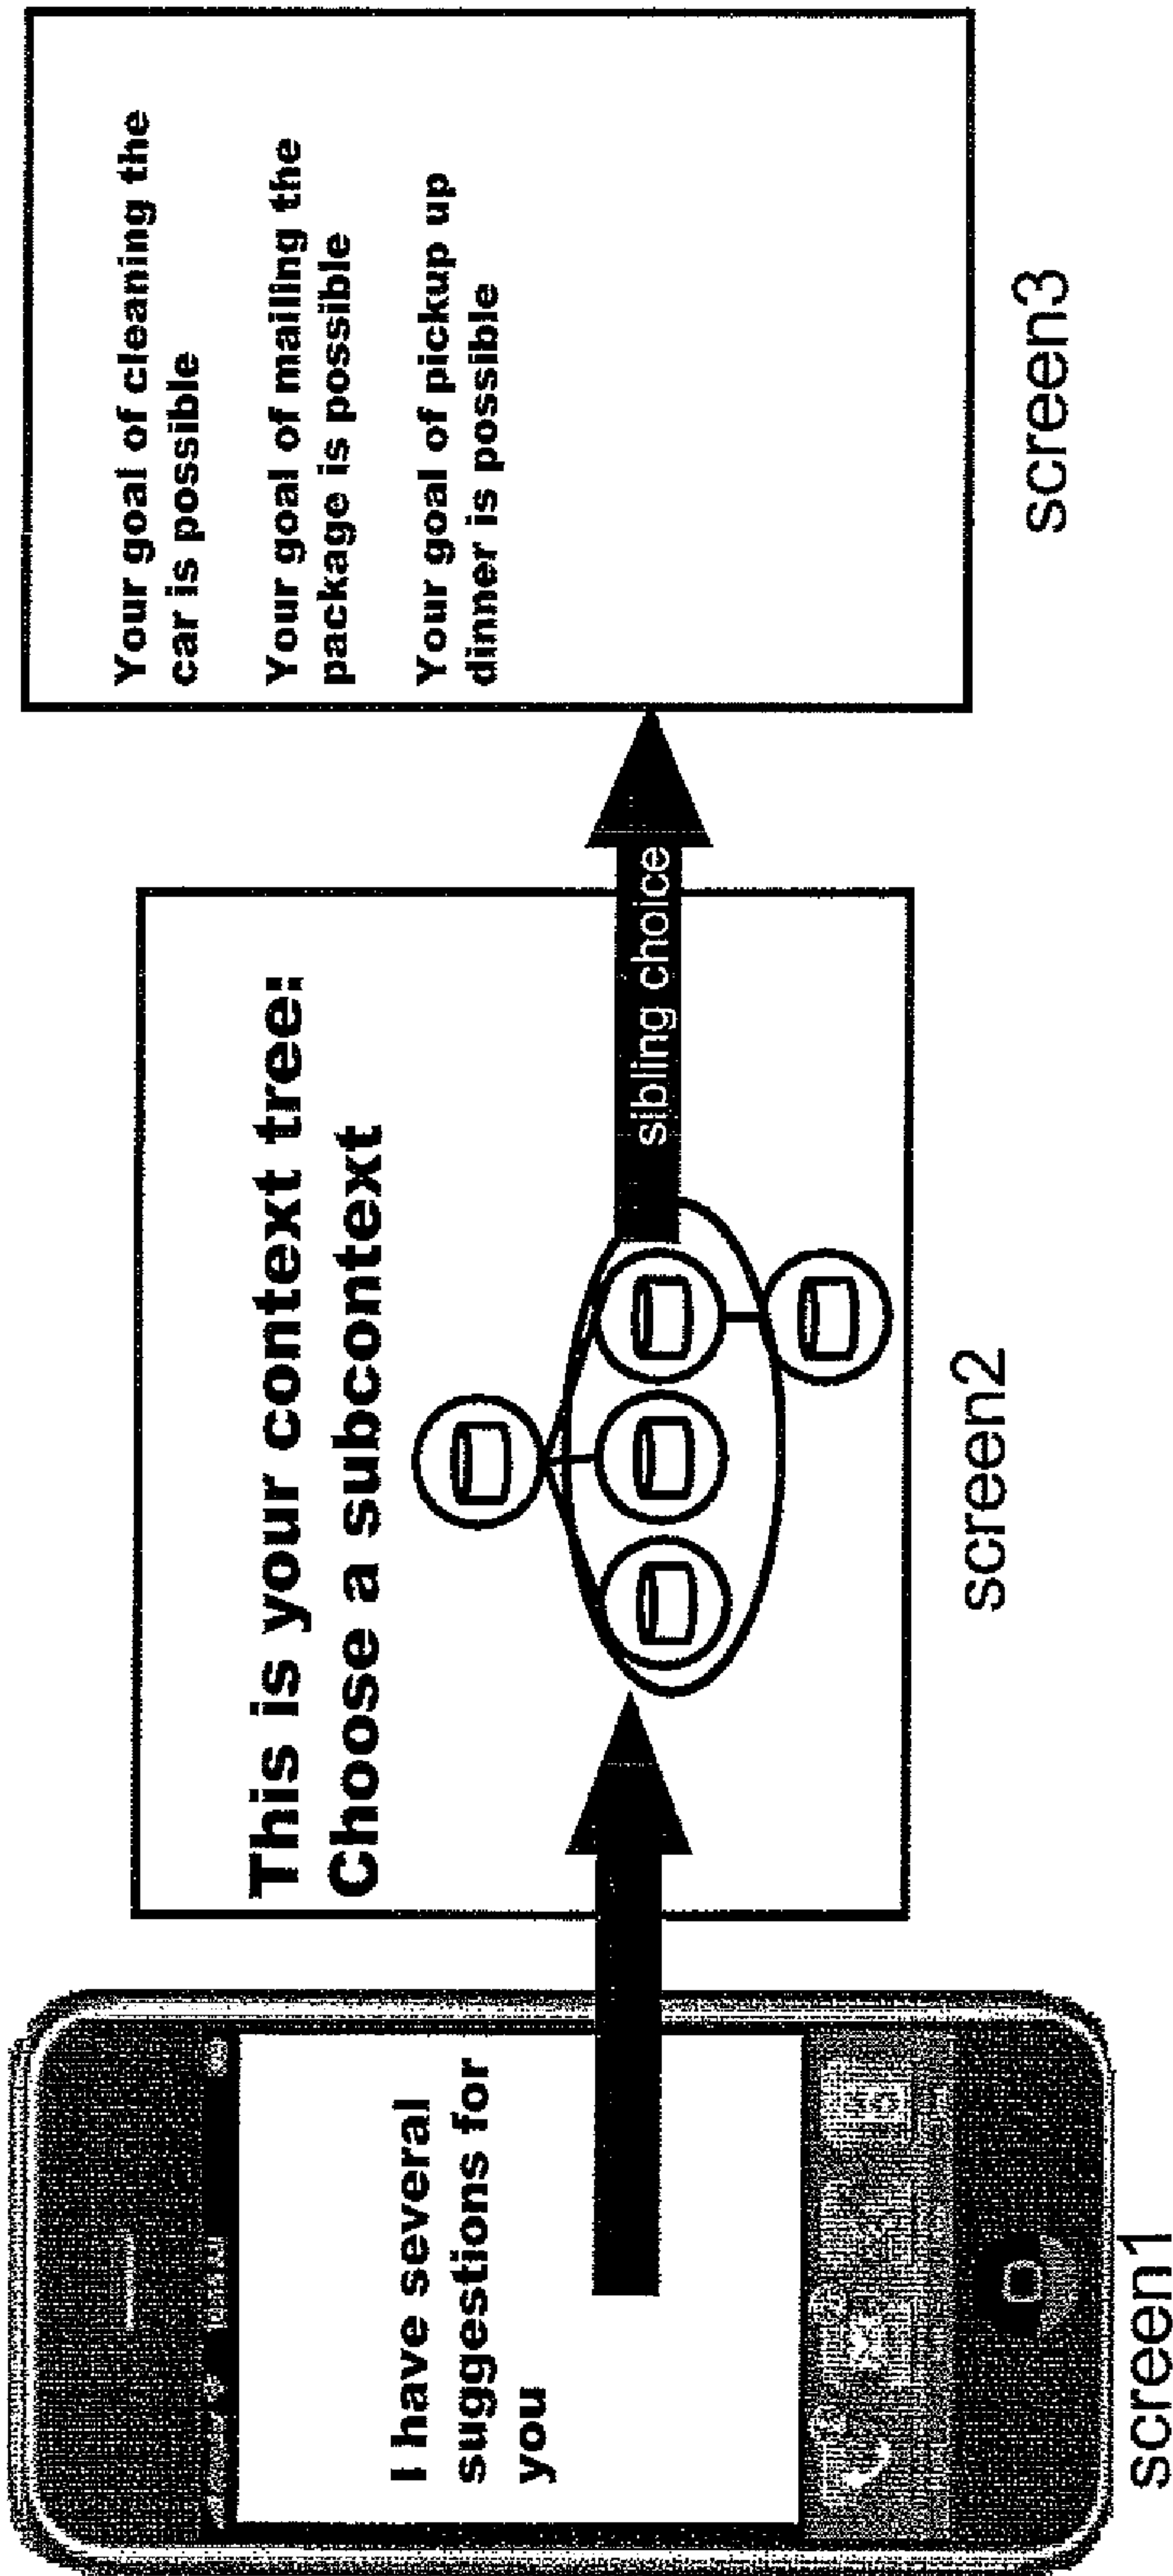 I have several
suggestions for
you
screen1
This is your context tree:
Choose a subcontext
sibling choice
screen2
Your goal of cleaning the
car is possible
Your goal of mailing the
package is possible
Your goal of pickup up
dinner is possible
screen3